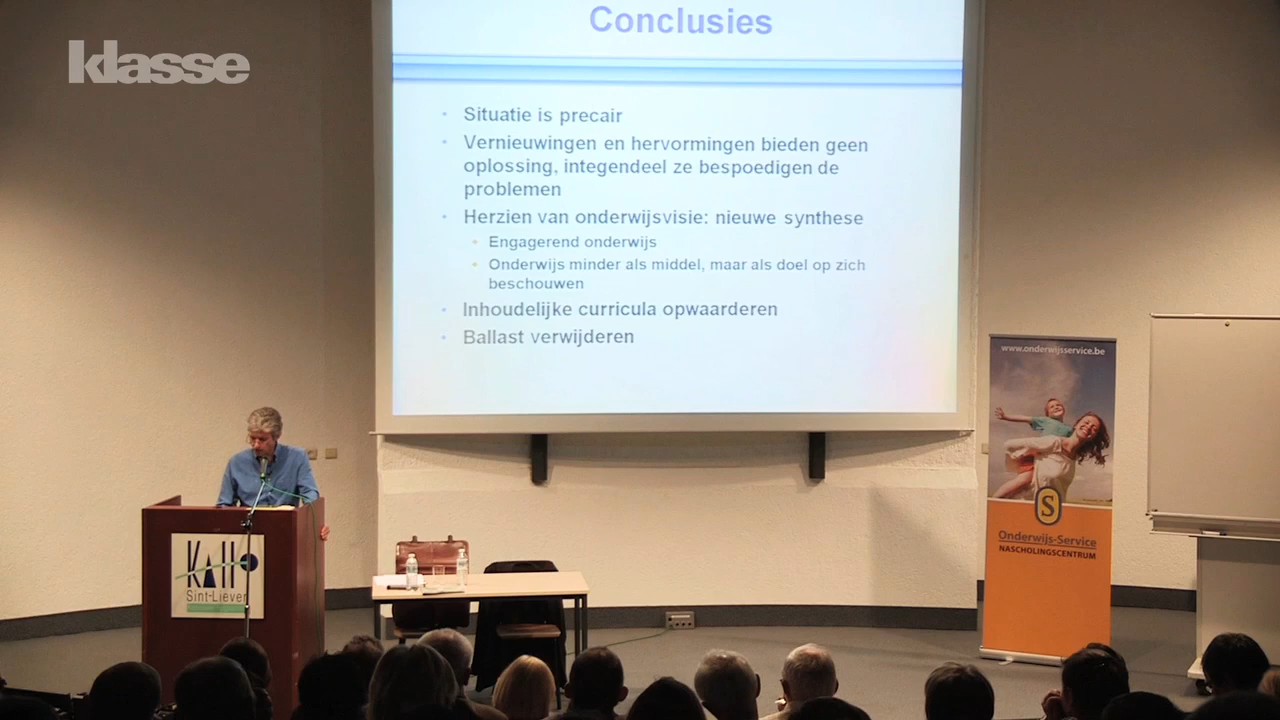 klasse
Conclusies
Situatie is precair
Vernieuwingen en hervormingen bieden geen
oplossing, integendeel ze bespoedigen de
problemen
Herzien van onderwijsvisie: nieuwe synthese
Engagerend onderwijs
Onderwijs minder als middel, maar als doel op zich
beschouwen
Inhoudelijke curricula opwaarderen
Ballast verwijderen
www.onderwijsservice.be
S
Onderwijs-Service
NASCHOLINGSCENTRUM
KaHo
Sint-Lieven